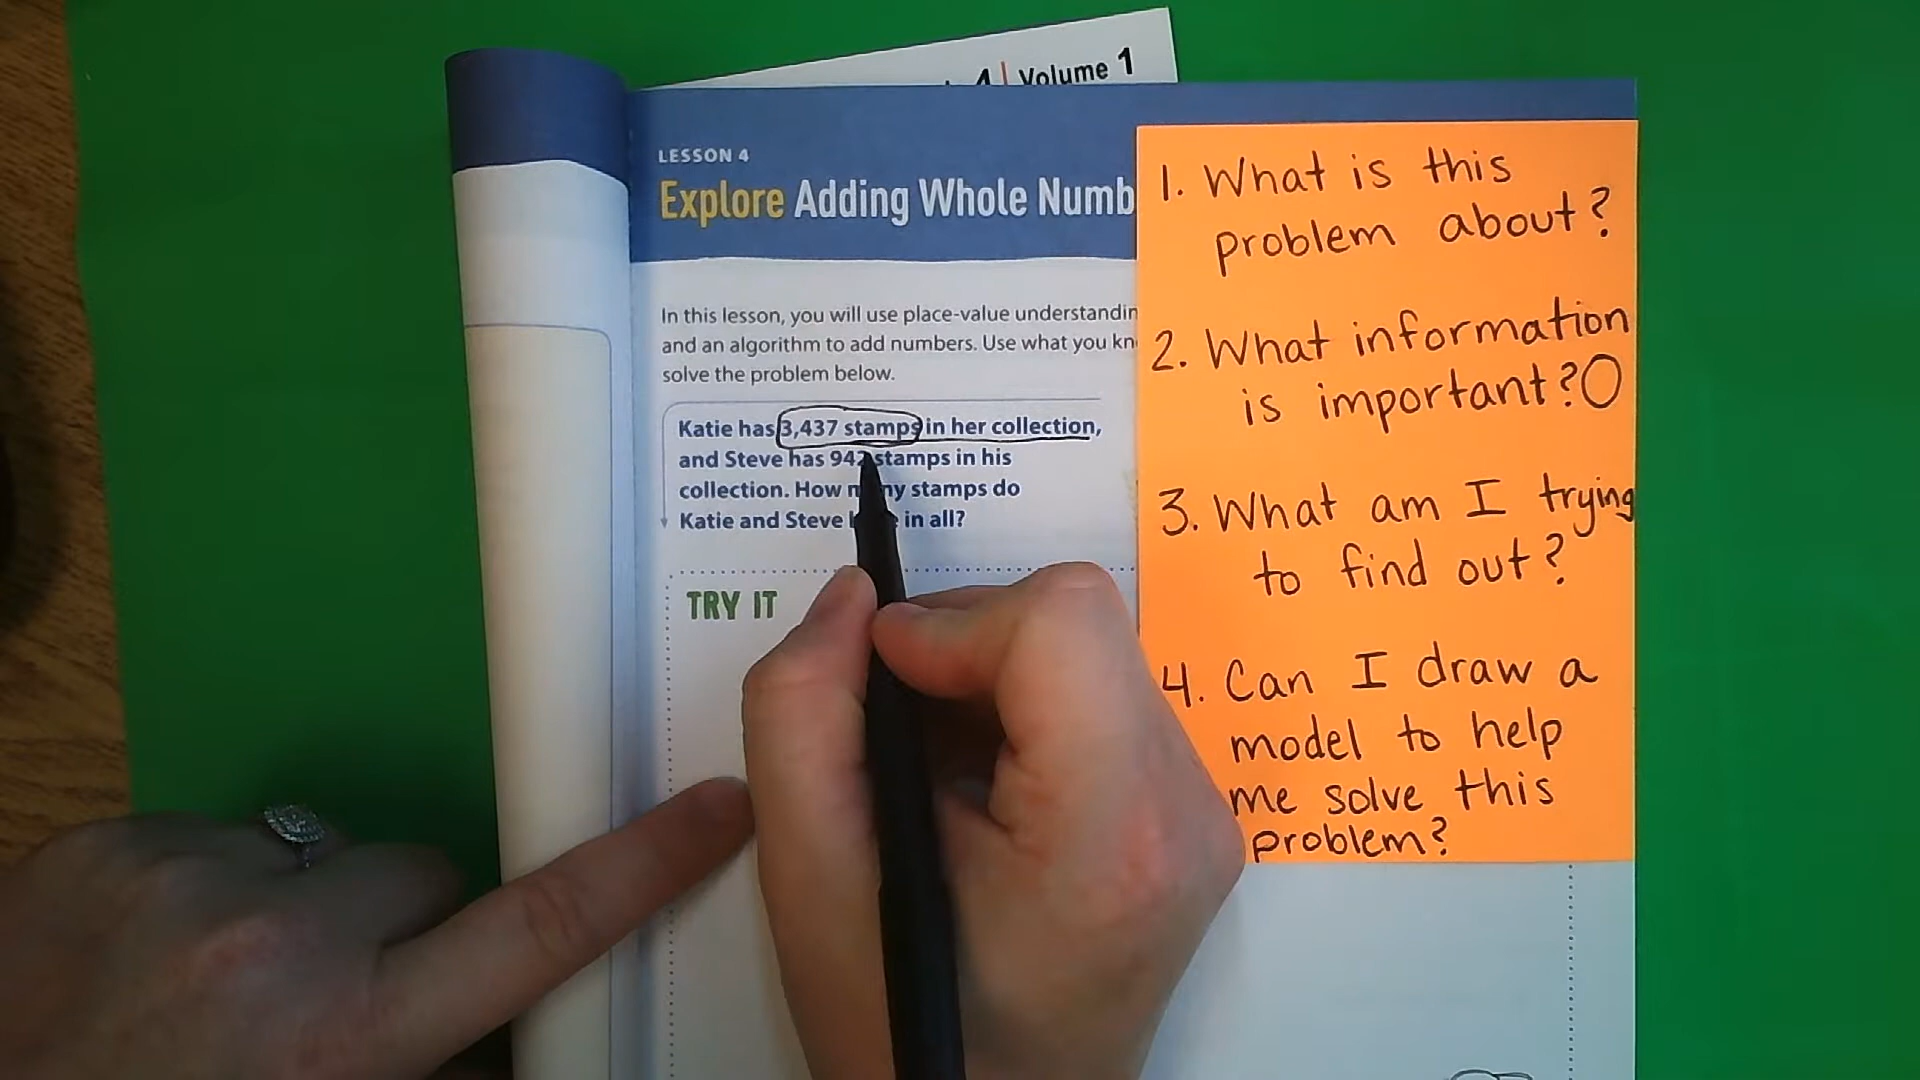 4 | Volume 1
LESSON 4
Explore Adding Whole Numb
In this lesson, you will use place-value understandin
and an algorithm to add numbers. Use what you kn
solve the problem below.
Katie has 3,437 stamps in her collection,
and Steve has 942 stamps in his
collection. How many stamps do
Katie and Steve in all?
TRY IT
1. What is this
problem about?
2. What information
is important?
3. What am I trying
to find out?
4. Can I draw a
model to help
me solve this
problem?